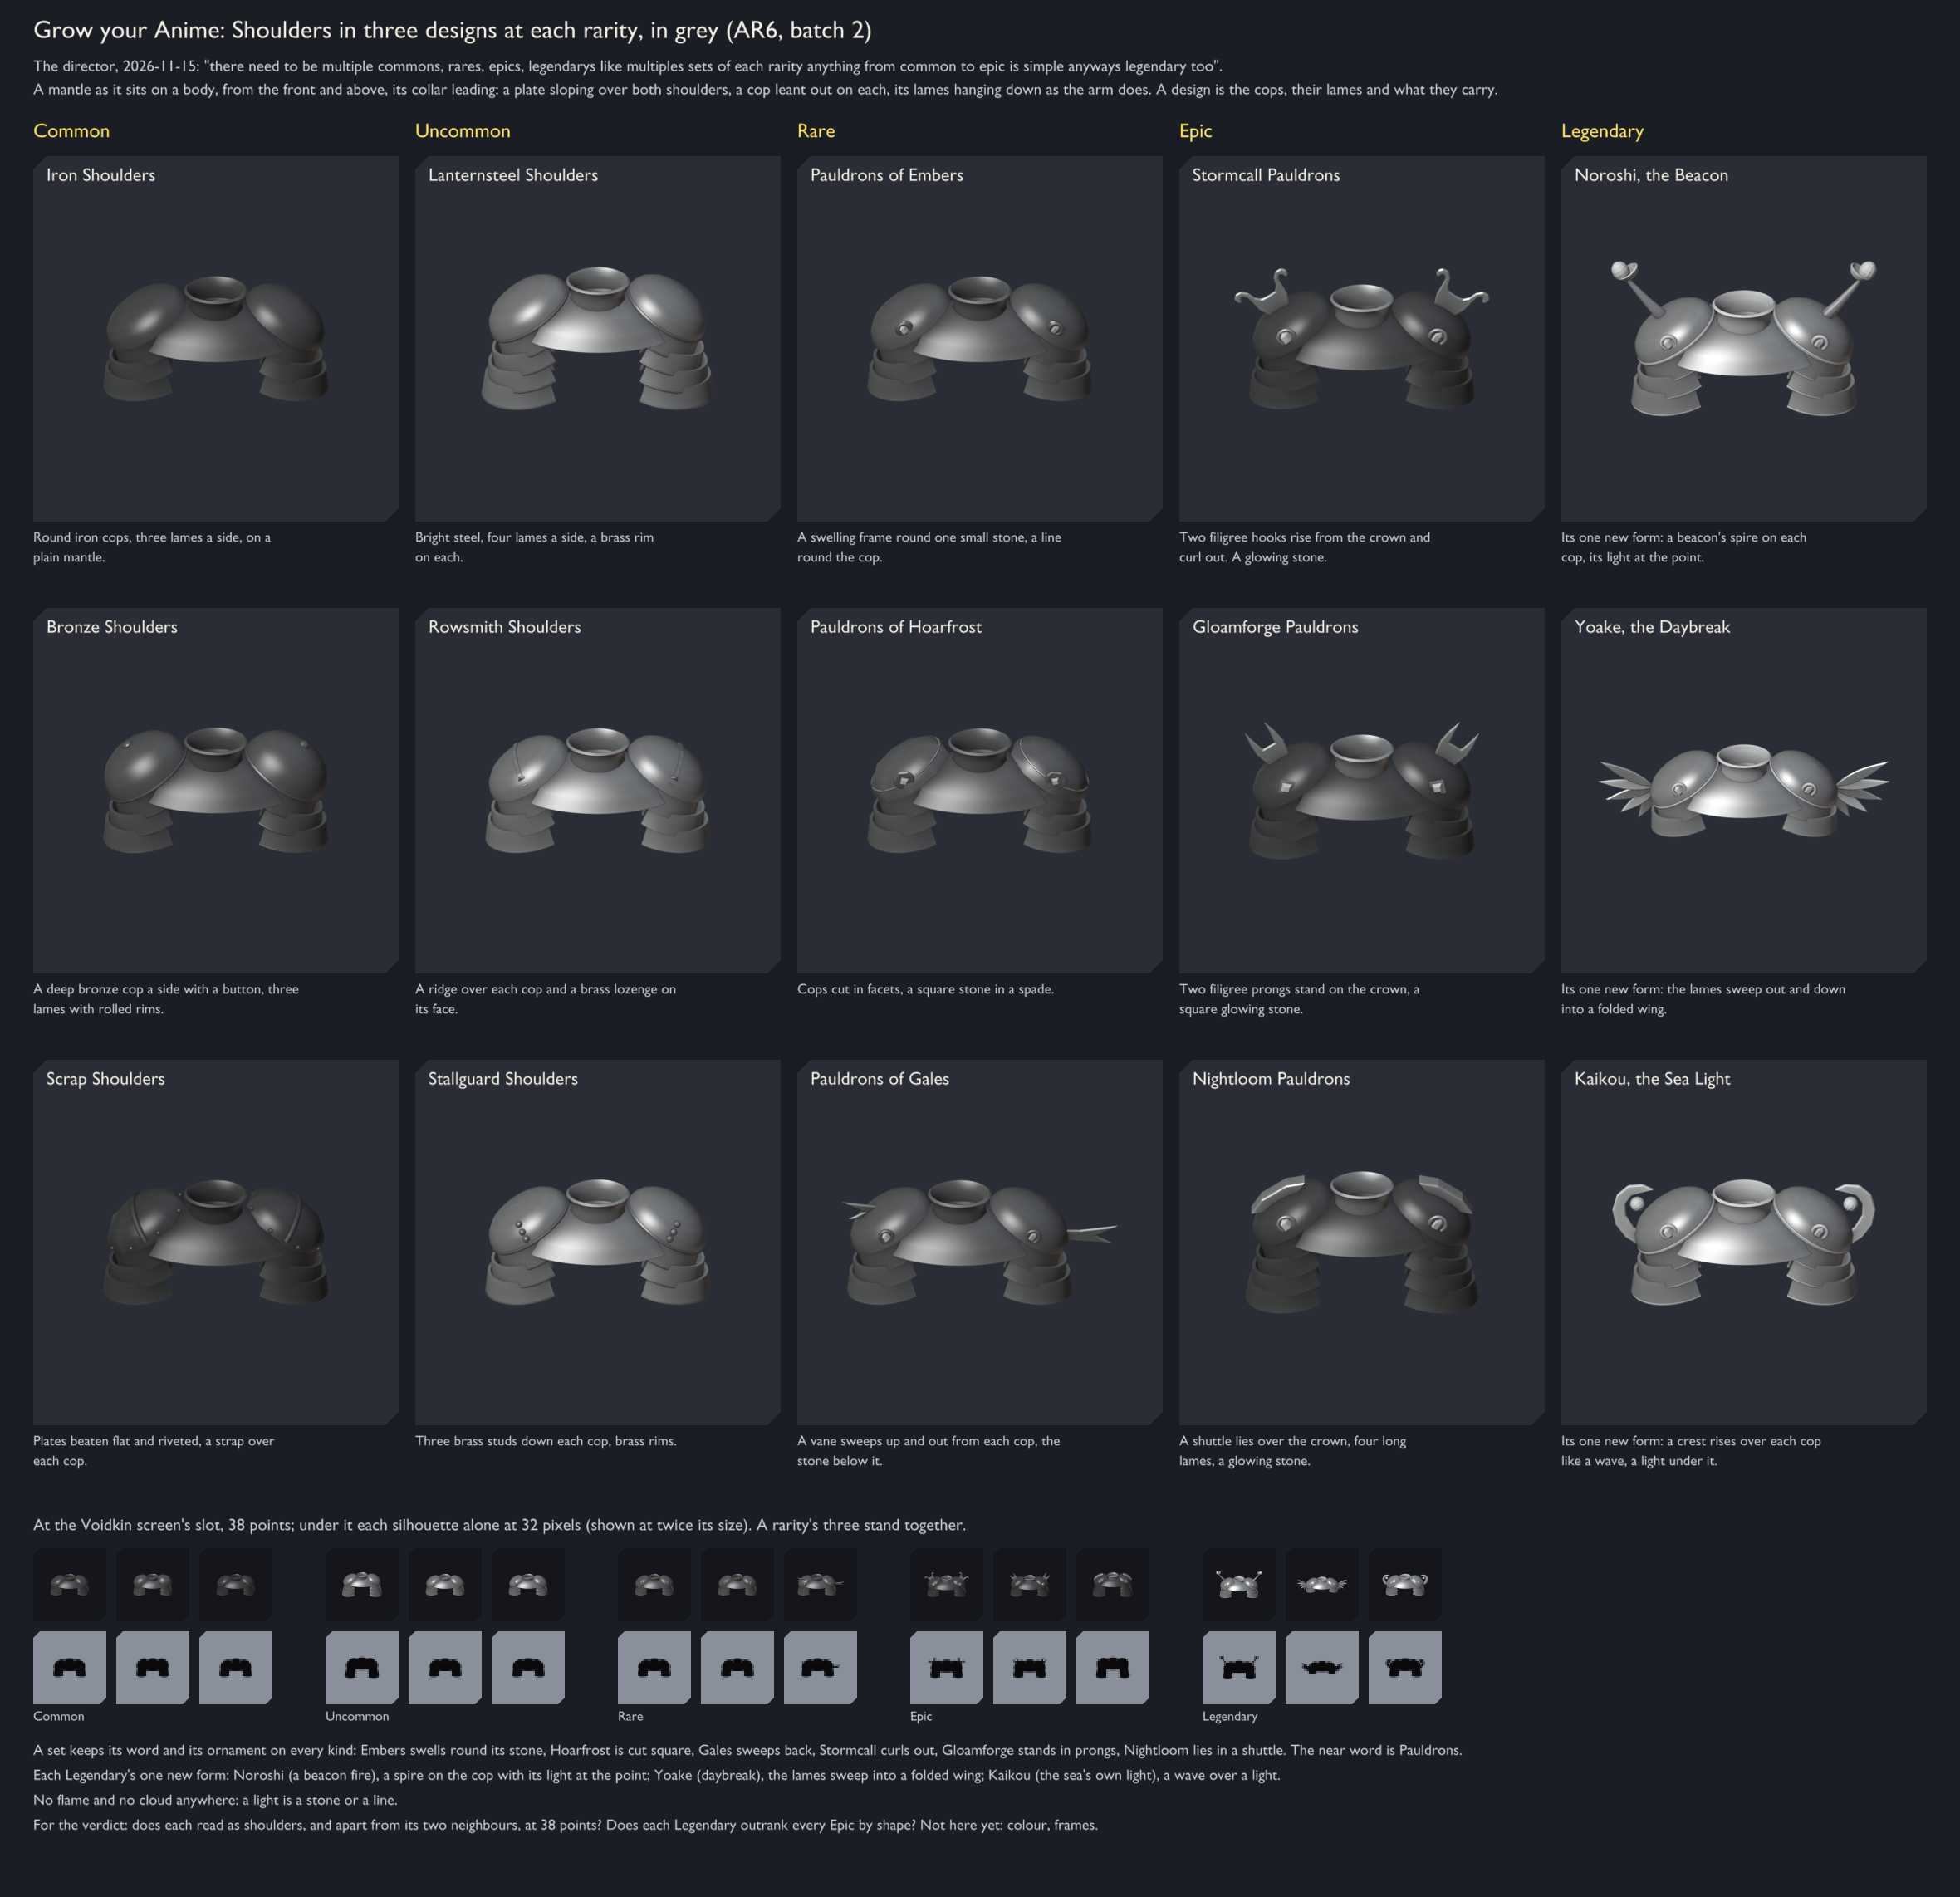 Grow your Anime: Shoulders in three designs at each rarity, in grey (AR6, batch 2)
The director, 2026-11-15: "there need to be multiple commons, rares, epics, legendarys like multiples sets of each rarity anything from common to epic is simple anyways legendary too".
A mantle as it sits on a body, from the front and above, its collar leading: a plate sloping over both shoulders, a cop leant out on each, its lames hanging down as the arm does. A design is the cops, their lames and what they carry.
Common
Uncommon
Rare
Epic
Legendary
Iron Shoulders
Lanternsteel Shoulders
Pauldrons of Embers
Stormcall Pauldrons
Noroshi, the Beacon
Round iron cops, three lames a side, on a
plain mantle.
Bright steel, four lames a side, a brass rim
on each.
A swelling frame round one small stone, a line
round the cop.
Two filigree hooks rise from the crown and
curl out. A glowing stone.
Its one new form: a beacon's spire on each
cop, its light at the point.
Bronze Shoulders
Rowsmith Shoulders
Pauldrons of Hoarfrost
Gloamforge Pauldrons
Yoake, the Daybreak
A deep bronze cop a side with a button, three
lames with rolled rims.
A ridge over each cop and a brass lozenge on
its face.
Cops cut in facets, a square stone in a spade.
Two filigree prongs stand on the crown, a
square glowing stone.
Its one new form: the lames sweep out and down
into a folded wing.
Scrap Shoulders
Stallguard Shoulders
Pauldrons of Gales
Nightloom Pauldrons
Kaikou, the Sea Light
Plates beaten flat and riveted, a strap over
each cop.
Three brass studs down each cop, brass rims.
A vane sweeps up and out from each cop, the
stone below it.
A shuttle lies over the crown, four long
lames, a glowing stone.
Its one new form: a crest rises over each cop
like a wave, a light under it.
At the Voidkin screen's slot, 38 points; under it each silhouette alone at 32 pixels (shown at twice its size). A rarity's three stand together.
Common
Uncommon
Rare
Epic
Legendary
A set keeps its word and its ornament on every kind: Embers swells round its stone, Hoarfrost is cut square, Gales sweeps back, Stormcall curls out, Gloamforge stands in prongs, Nightloom lies in a shuttle. The near word is Pauldrons.
Each Legendary's one new form: Noroshi (a beacon fire), a spire on the cop with its light at the point; Yoake (daybreak), the lames sweep into a folded wing; Kaikou (the sea's own light), a wave over a light.
No flame and no cloud anywhere: a light is a stone or a line.
For the verdict: does each read as shoulders, and apart from its two neighbours, at 38 points? Does each Legendary outrank every Epic by shape? Not here yet: colour, frames.